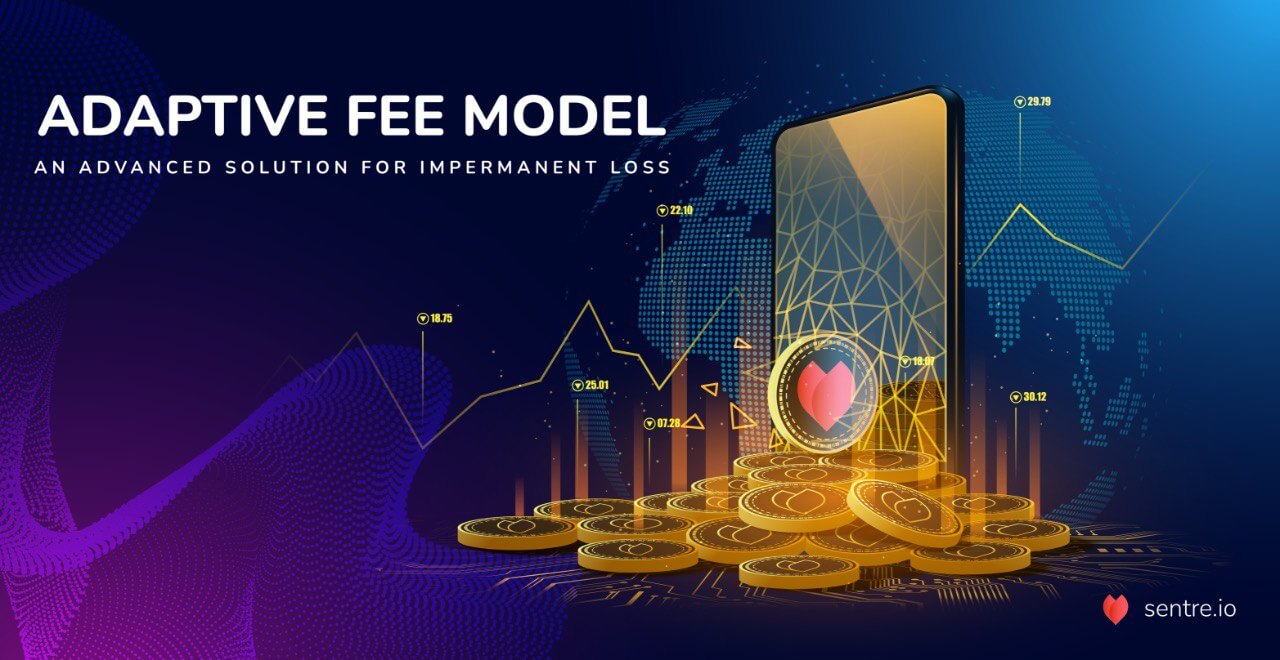 ADAPTIVE FEE MODEL
AN ADVANCED SOLUTION FOR IMPERMANENT LOSS
29.79
22.10
18.75
18.07
25.01
30.12
07.28
sentre.io